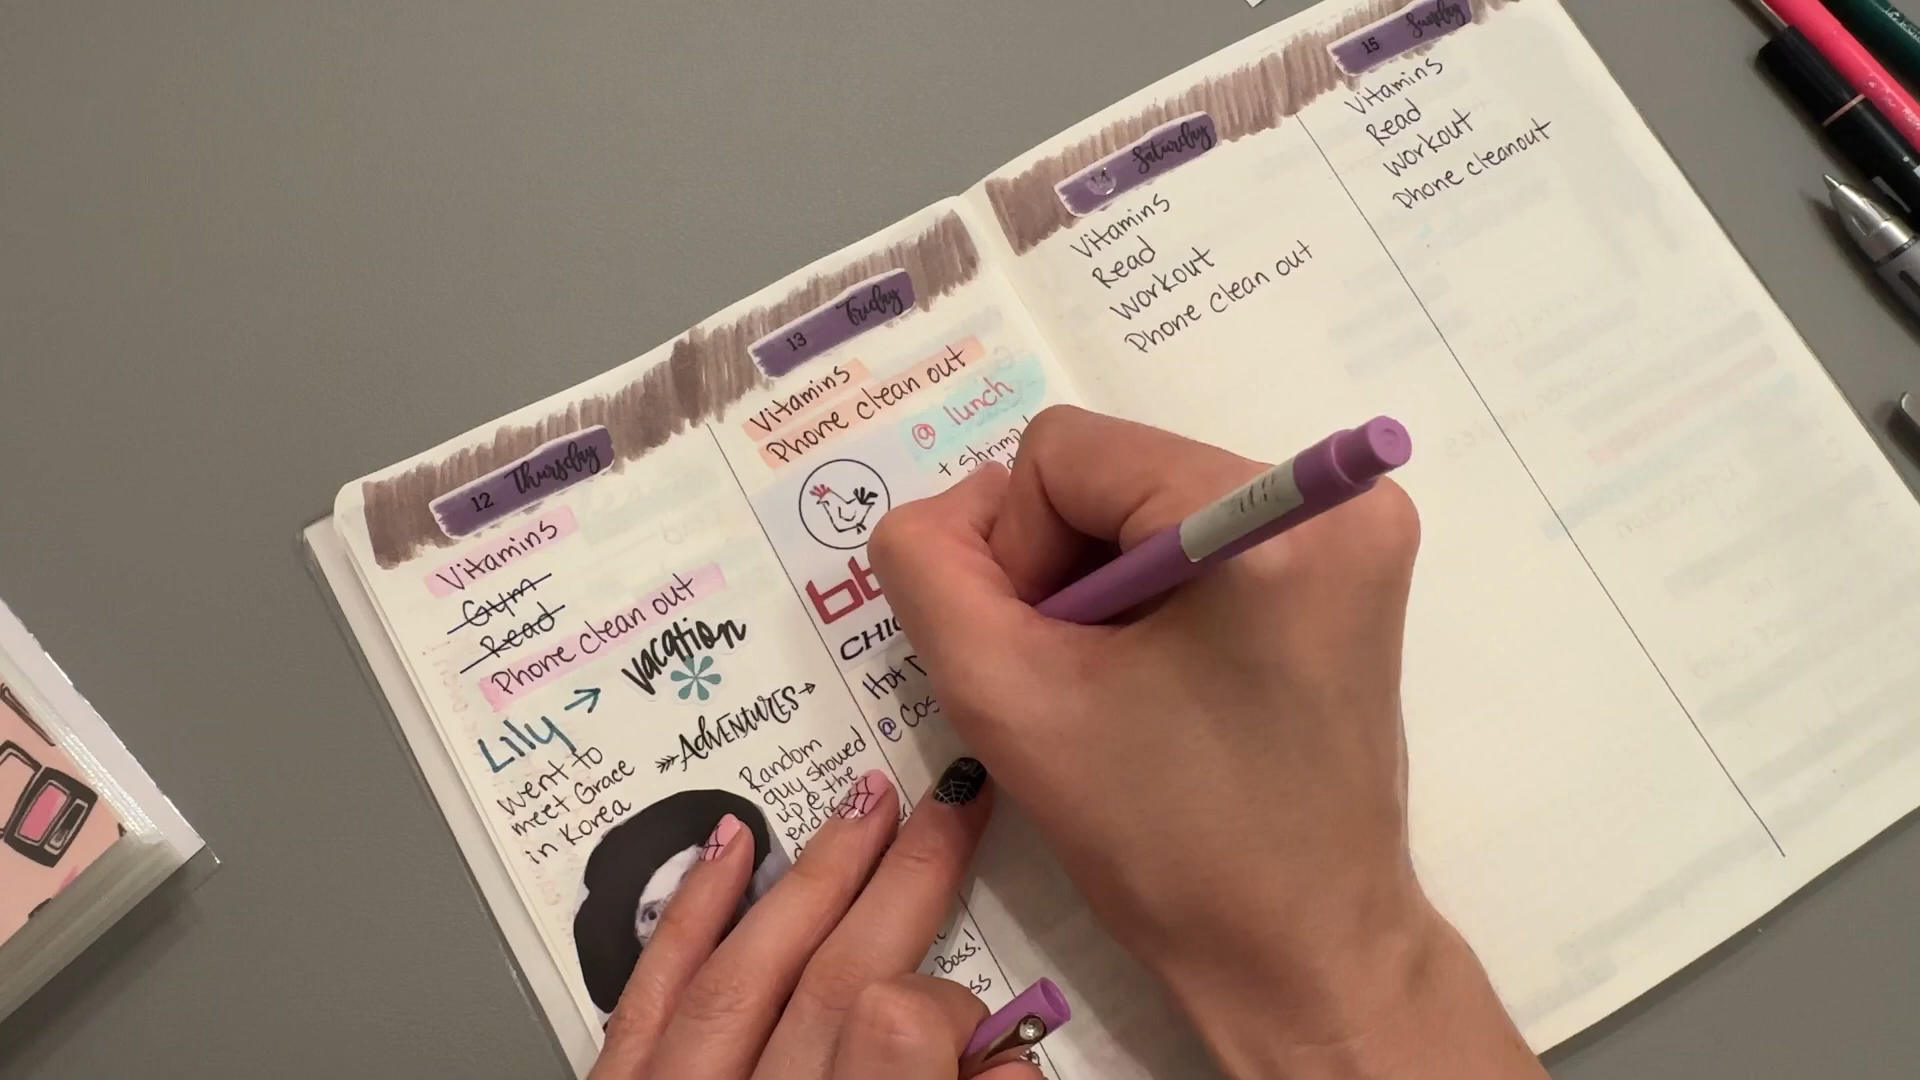 12 Thursday
Vitamins
Gym
Read
Phone clean out
Lily →
vacation
went to
meet Grace
in Korea
ADVENTURES
Random
guy showed
up @ the
13 Friday
Vitamins
Phone clean out
@ lunch
+ shrimp
Hot
@
Boss!
14 Saturday
Vitamins
Read
Workout
Phone clean out
15 Sunday
Vitamins
Read
Workout
Phone cleanout